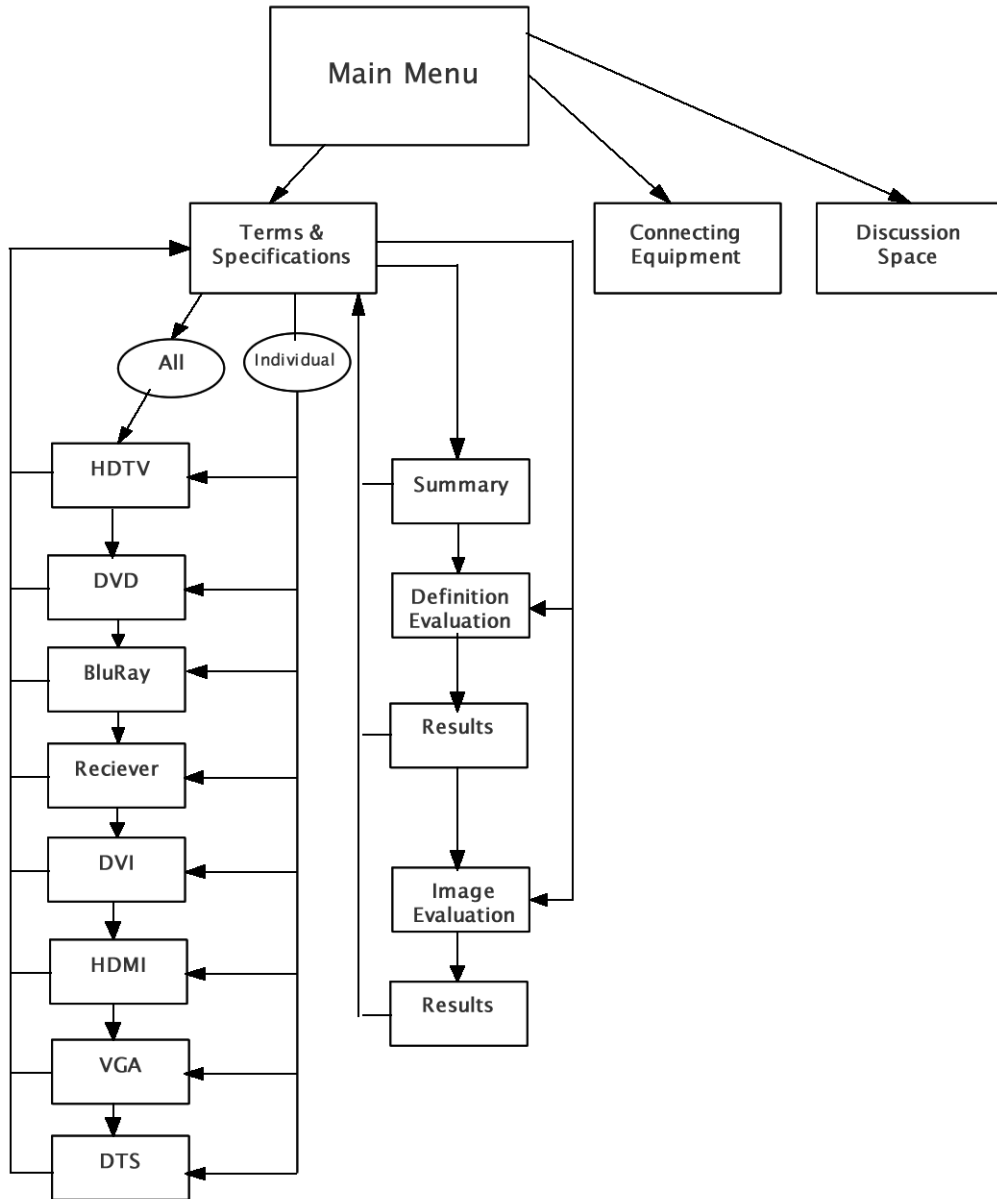 Main Menu
Terms &
Specifications
Connecting
Equipment
Discussion
Space
All
Individual
HDTV
DVD
BluRay
Reciever
DVI
HDMI
VGA
DTS
Summary
Definition
Evaluation
Results
Image
Evaluation
Results